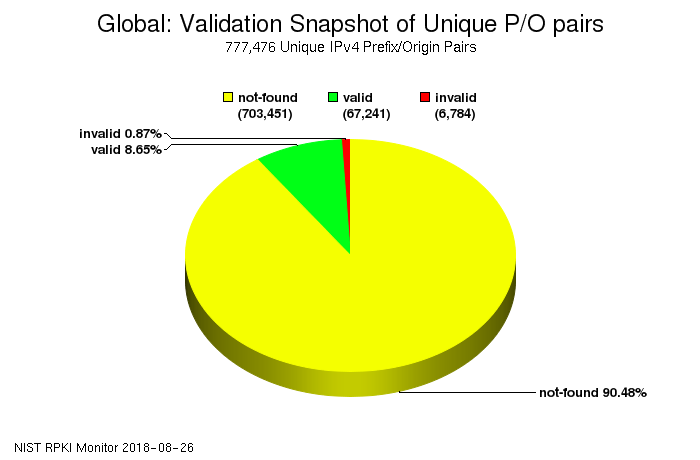 Global: Validation Snapshot of Unique P/O pairs
777,476 Unique IPv4 Prefix/Origin Pairs
not-found valid invalid
(703,451) (67,241) (6,784)
invalid 0.87%
valid 8.65%
not-found 90.48%
NIST RPKI Monitor 2018-08-26